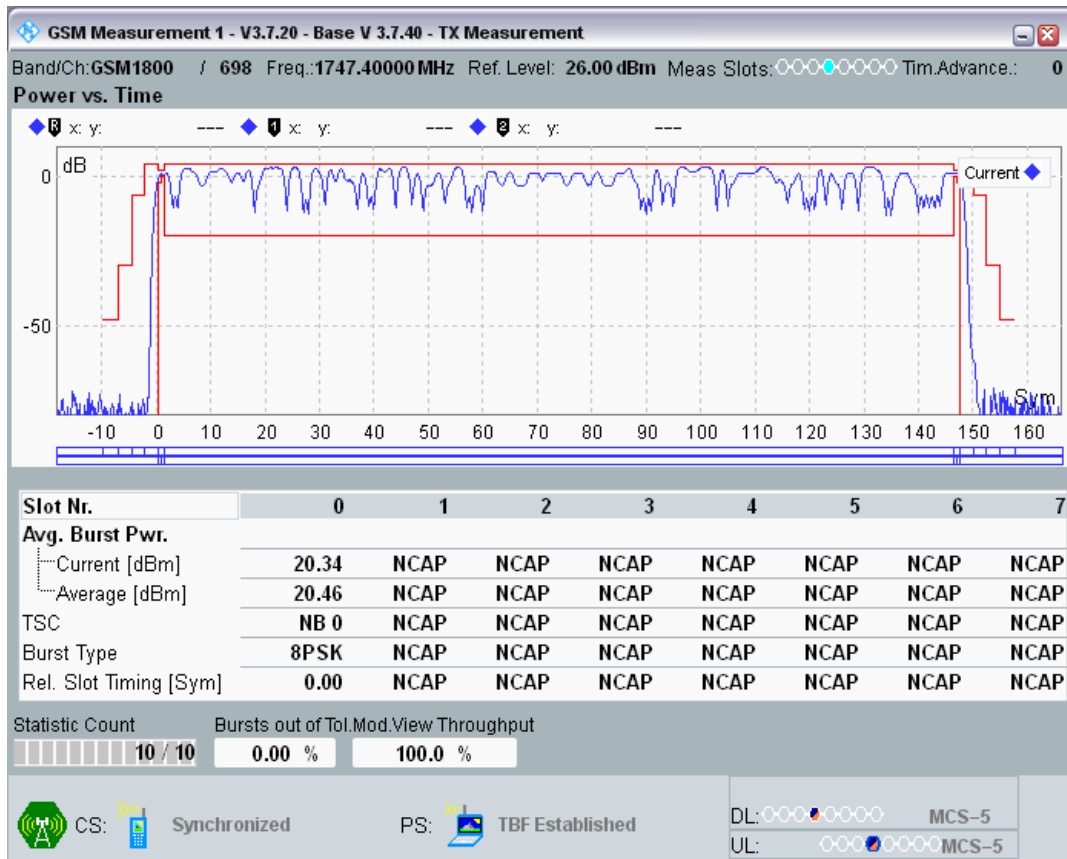 GSM Measurement 1 - V3.7.20 - Base V 3.7.40 - TX Measurement
Band/Ch:GSM1800 / 698 Freq.:1747.40000 MHz Ref. Level: 26.00 dBm Meas Slots: Tim.Advance.: 0
Power vs. Time
R x: y: --- 1 x: y: --- 2 x: y: ---
dB
Current
0
-50
Sym
-10 0 10 20 30 40 50 60 70 80 90 100 110 120 130 140 150 160
Slot Nr. 0 1 2 3 4 5 6 7
Avg. Burst Pwr.
Current [dBm] 20.34 NCAP NCAP NCAP NCAP NCAP NCAP NCAP
Average [dBm] 20.46 NCAP NCAP NCAP NCAP NCAP NCAP NCAP
TSC NB 0 NCAP NCAP NCAP NCAP NCAP NCAP NCAP
Burst Type 8PSK NCAP NCAP NCAP NCAP NCAP NCAP NCAP
Rel. Slot Timing [Sym] 0.00 NCAP NCAP NCAP NCAP NCAP NCAP NCAP
Statistic Count Bursts out of Tol.Mod.View Throughput
10 / 10 0.00 % 100.0 %
CS: Synchronized PS: TBF Established
DL: MCS-5
UL: MCS-5